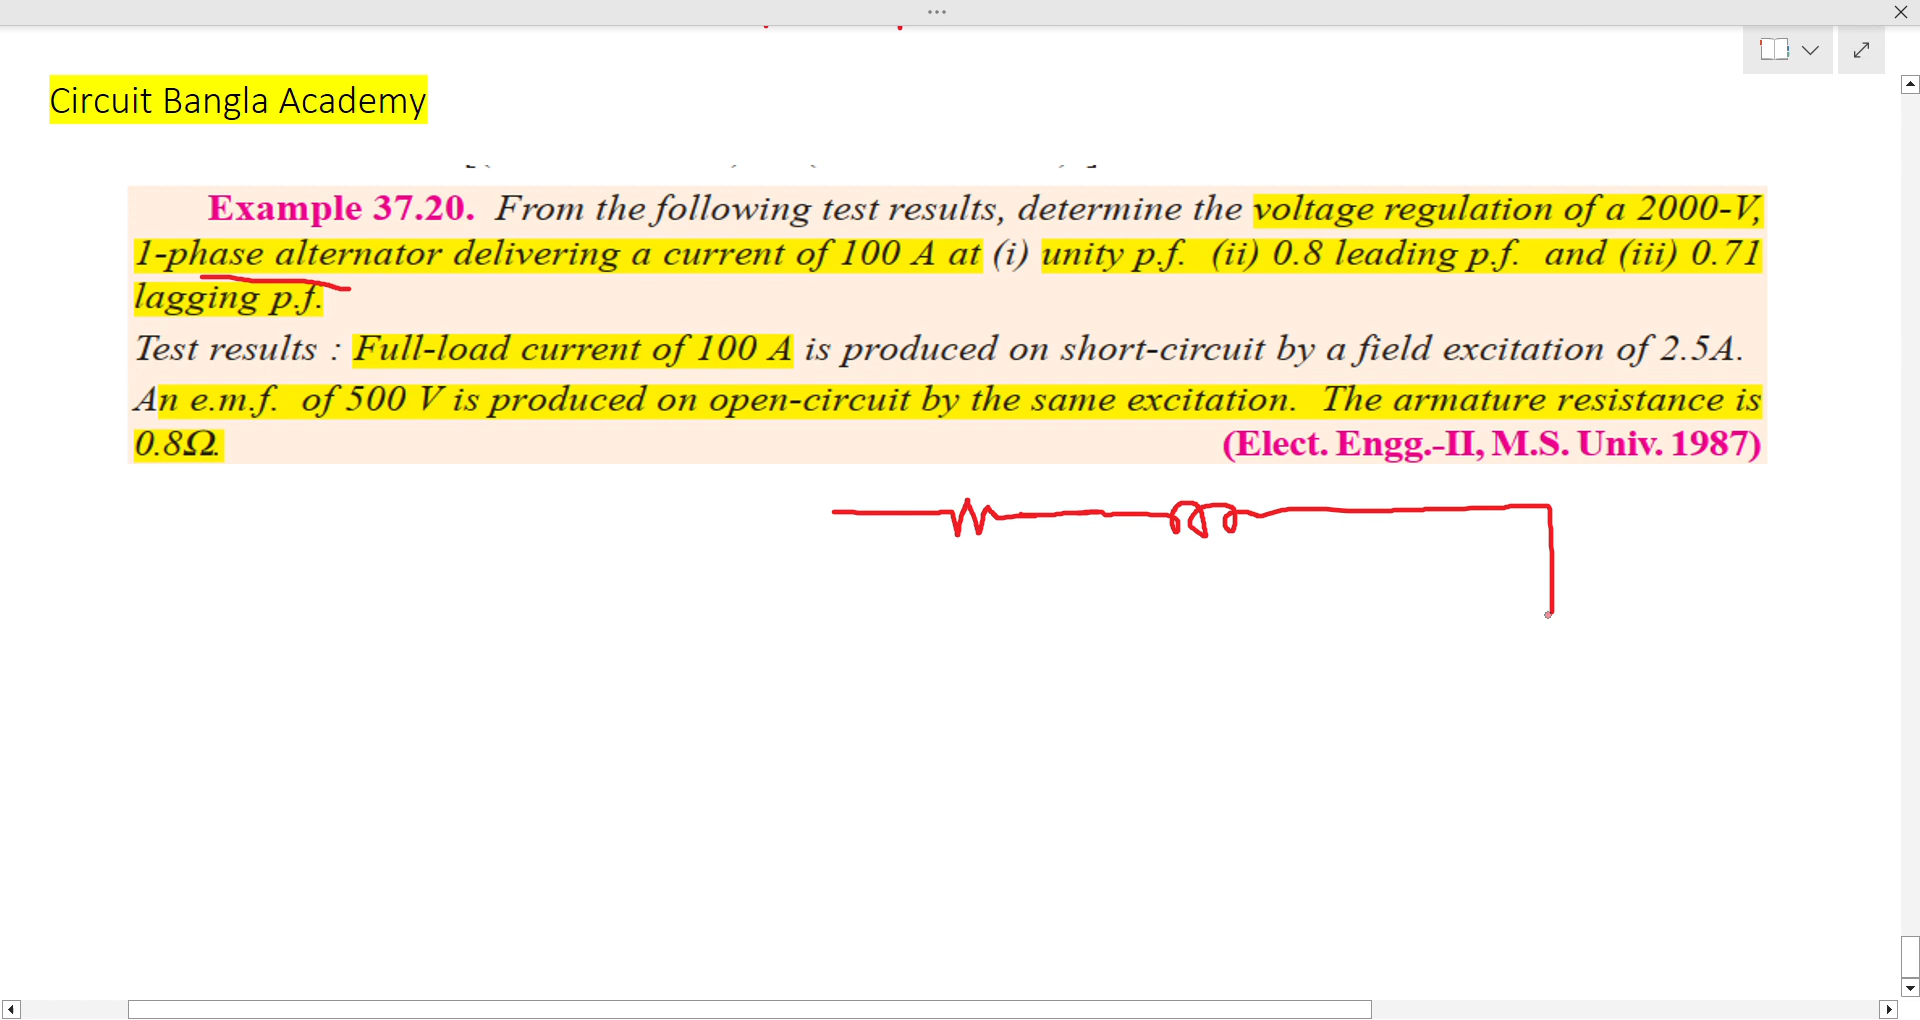 Circuit Bangla Academy
Example 37.20. From the following test results, determine the voltage regulation of a 2000-V,
1-phase alternator delivering a current of 100 A at (i) unity p.f. (ii) 0.8 leading p.f. and (iii) 0.71
lagging p.f.
Test results : Full-load current of 100 A is produced on short-circuit by a field excitation of 2.5A.
An e.m.f. of 500 V is produced on open-circuit by the same excitation. The armature resistance is
0.8Ω. (Elect. Engg.-II, M.S. Univ. 1987)